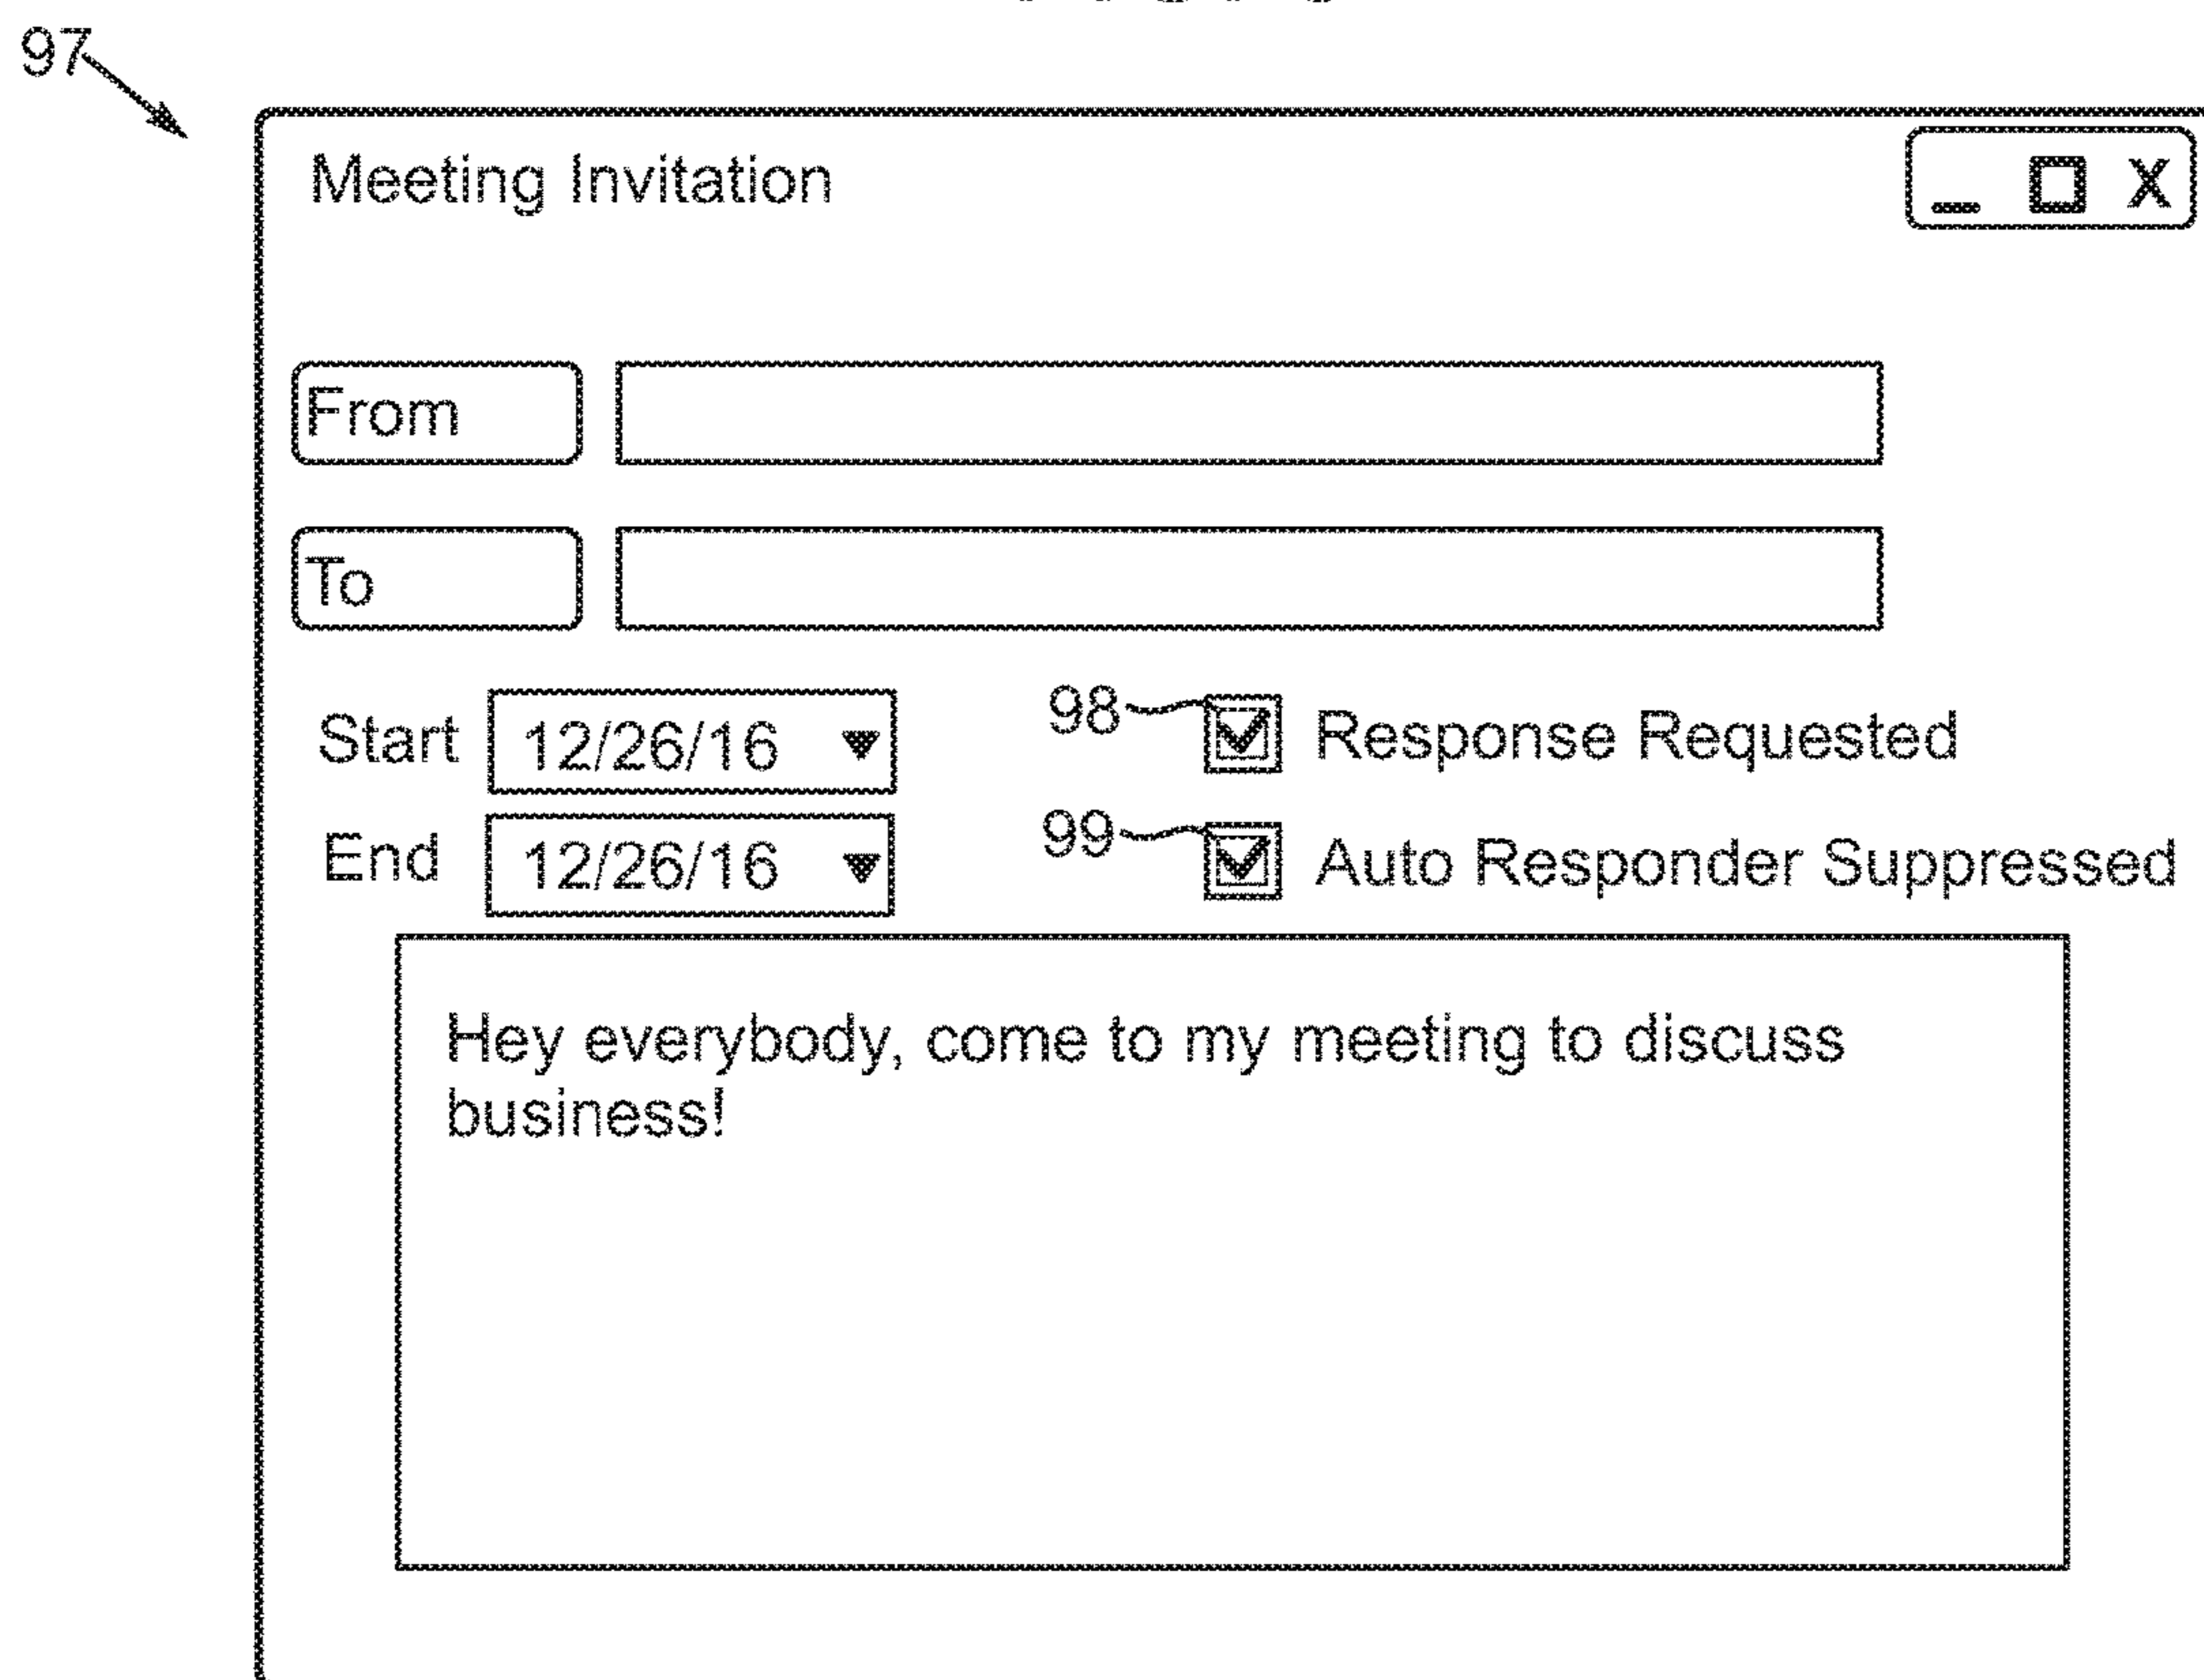 97
Meeting Invitation
From
To
98 Response Requested
Start 12/26/16
99 Auto Responder Suppressed
End 12/26/16
Hey everybody, come to my meeting to discuss
business!